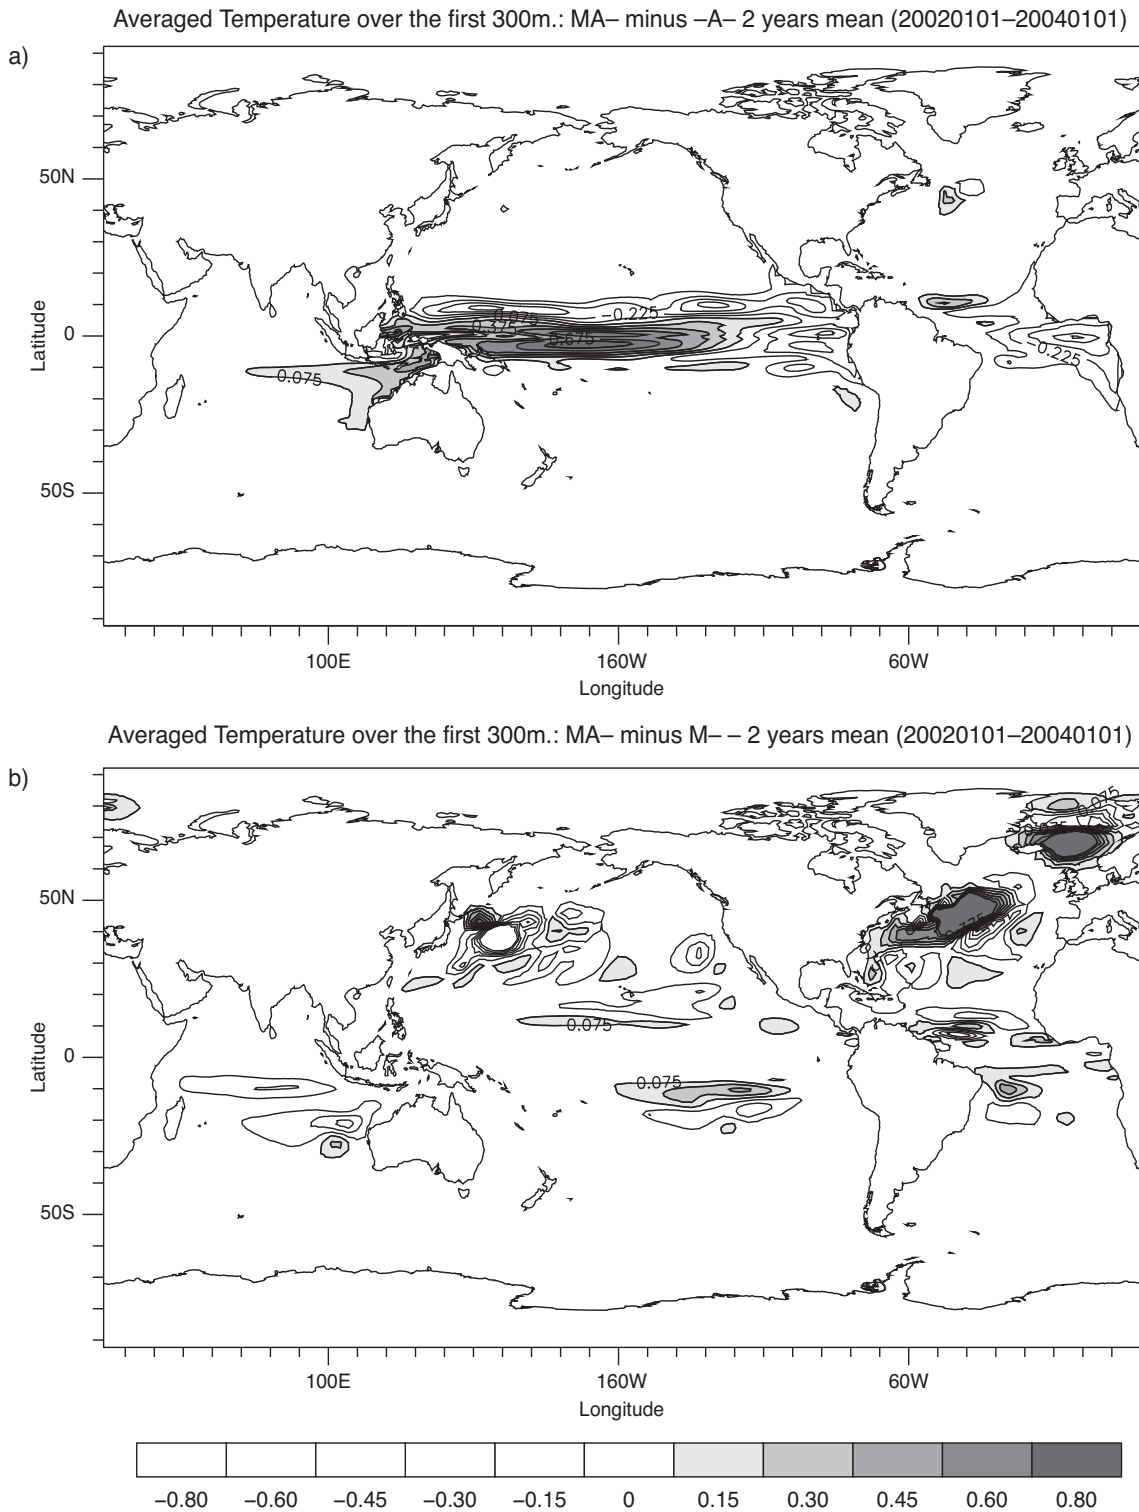 Averaged Temperature over the first 300m.: MA– minus –A– 2 years mean (20020101–20040101)
a)
50N
0
50S
Latitude
0.075
–0.225
0.375
0.675
0.075
0.225
100E
160W
60W
Longitude
Averaged Temperature over the first 300m.: MA– minus M– – 2 years mean (20020101–20040101)
b)
0.075
50N
0
50S
Latitude
0.075
0.075
100E
160W
60W
Longitude
–0.80
–0.60
–0.45
–0.30
–0.15
0
0.15
0.30
0.45
0.60
0.80